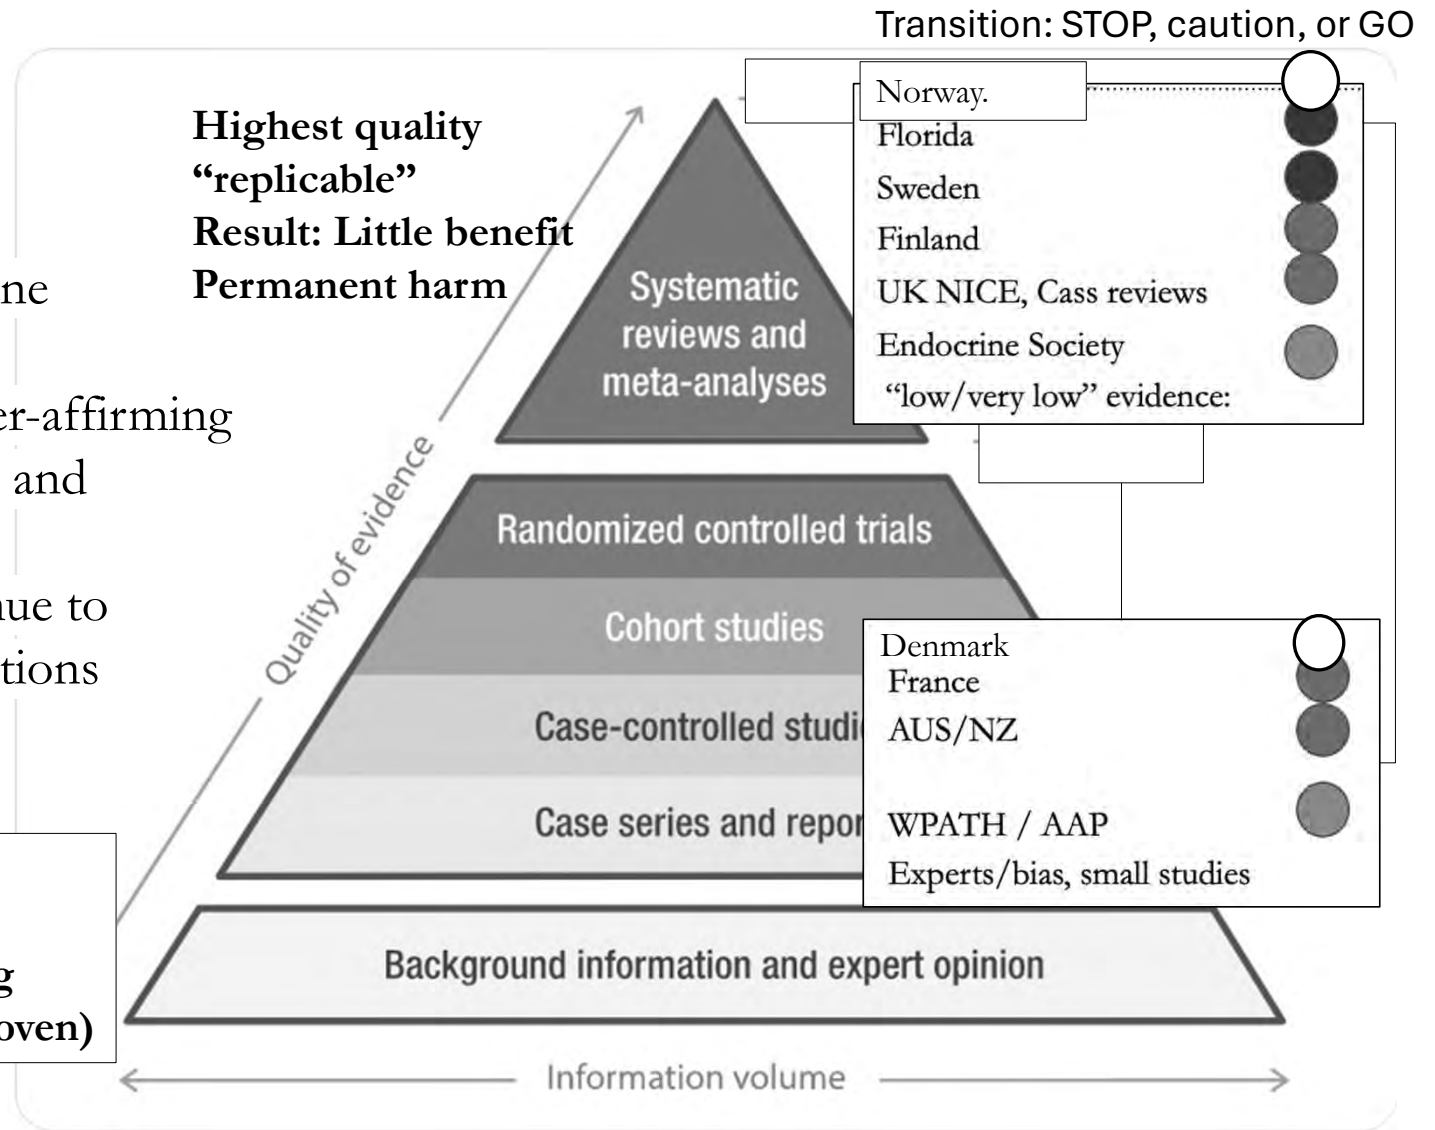 Transition: STOP, caution, or GO
Highest quality
“replicable”
Result: Little benefit
Permanent harm
ne
er-affirming
and
nue to
tions
g
oven)
Quality of evidence
Systematic
reviews and
meta-analyses
Norway.
Florida
Sweden
Finland
UK NICE, Cass reviews
Endocrine Society
“low/very low” evidence:
Randomized controlled trials
Cohort studies
Case-controlled studi
Case series and repor
Denmark
France
AUS/NZ
WPATH / AAP
Experts/bias, small studies
Background information and expert opinion
Information volume